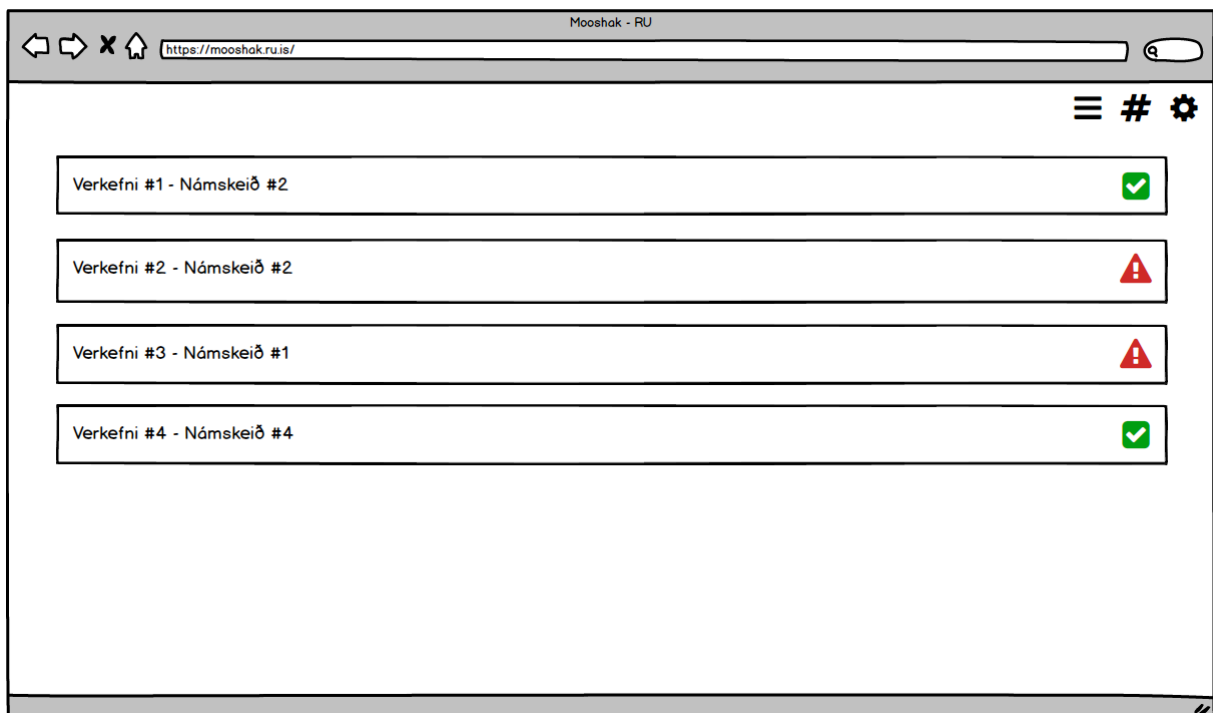 Mooshak - RU
https://mooshak.ru.is/
Verkefni #1 - Námskeið #2
Verkefni #2 - Námskeið #2
Verkefni #3 - Námskeið #1
Verkefni #4 - Námskeið #4